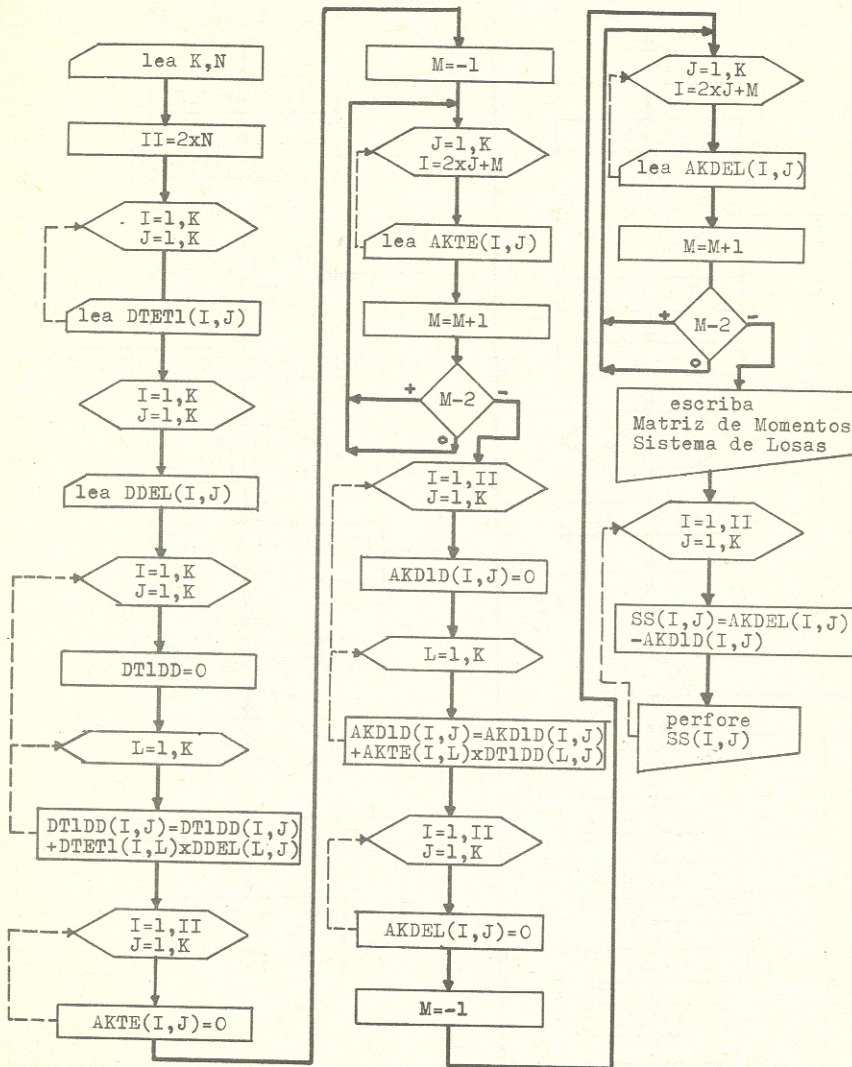 lea K,N
II=2xN
I=1,K
J=1,K
lea DTET1(I,J)
I=1,K
J=1,K
lea DDEL(I,J)
I=1,K
J=1,K
DT1DD=0
L=1,K
DT1DD(I,J)=DT1DD(I,J)
+DTET1(I,L)xDDEL(L,J)
I=1,II
J=1,K
AKTE(I,J)=0
M=-1
J=1,K
I=2xJ+M
lea AKTE(I,J)
M=M+1
M-2
+
-
0
I=1,II
J=1,K
AKD1D(I,J)=0
L=1,K
AKD1D(I,J)=AKD1D(I,J)
+AKTE(I,L)xDT1DD(L,J)
I=1,II
J=1,K
AKDEL(I,J)=0
M=-1
J=1,K
I=2xJ+M
lea AKDEL(I,J)
M=M+1
M-2
+
-
0
escriba
Matriz de Momentos
Sistema de Losas
I=1,II
J=1,K
SS(I,J)=AKDEL(I,J)
-AKD1D(I,J)
perfore
SS(I,J)